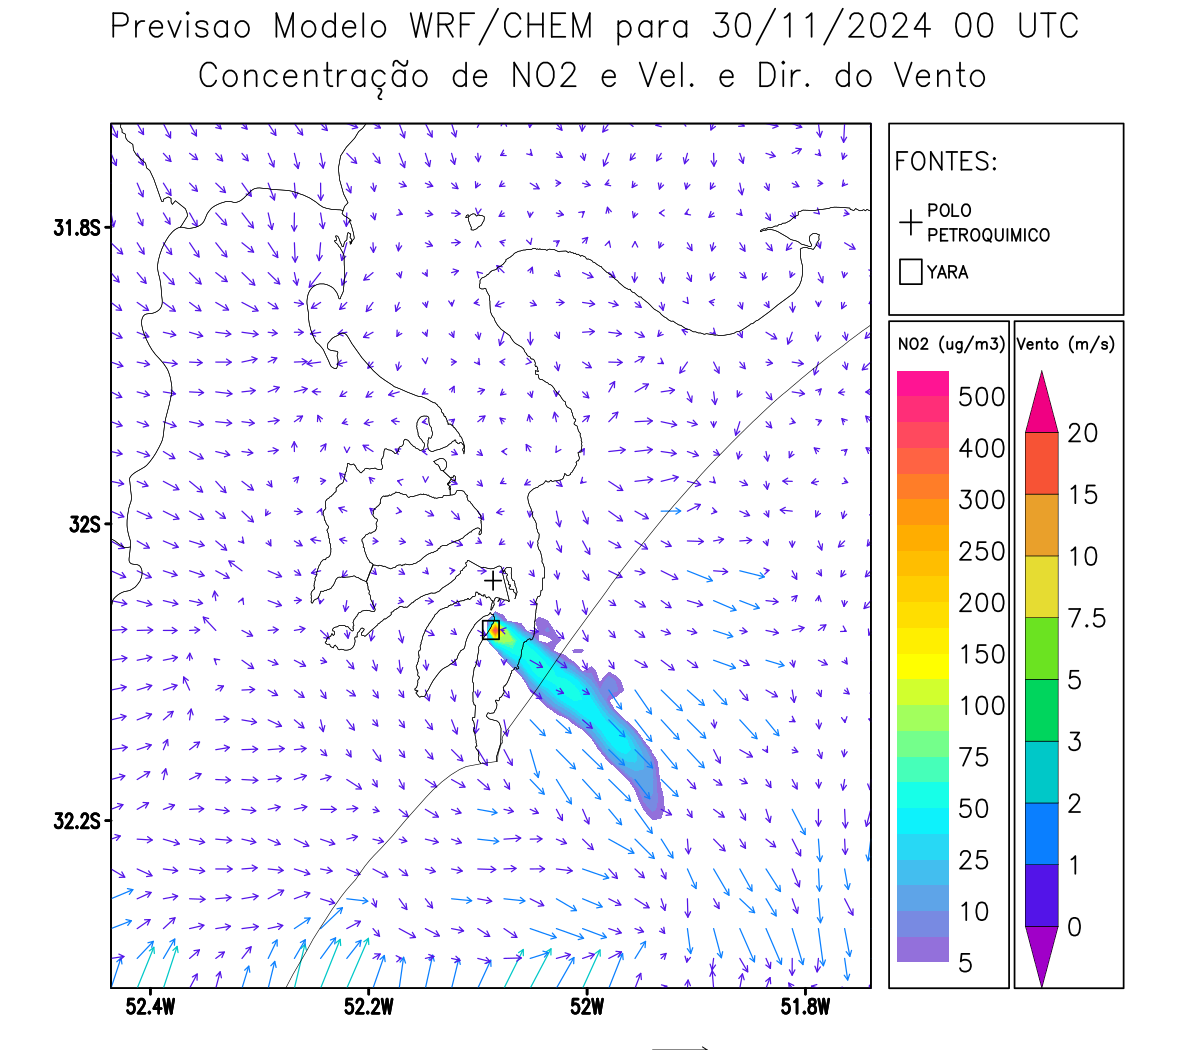 Previsao Modelo WRF/CHEM para 30/11/2024 00 UTC
Concentração de NO2 e Vel. e Dir. do Vento
FONTES:
POLO
PETROQUIMICO
YARA
NO2 (ug/m3)
500
400
300
250
200
150
100
75
50
25
10
5
Vento (m/s)
20
15
10
7.5
5
3
2
1
0
31.8S
32S
32.2S
52.4W
52.2W
52W
51.8W